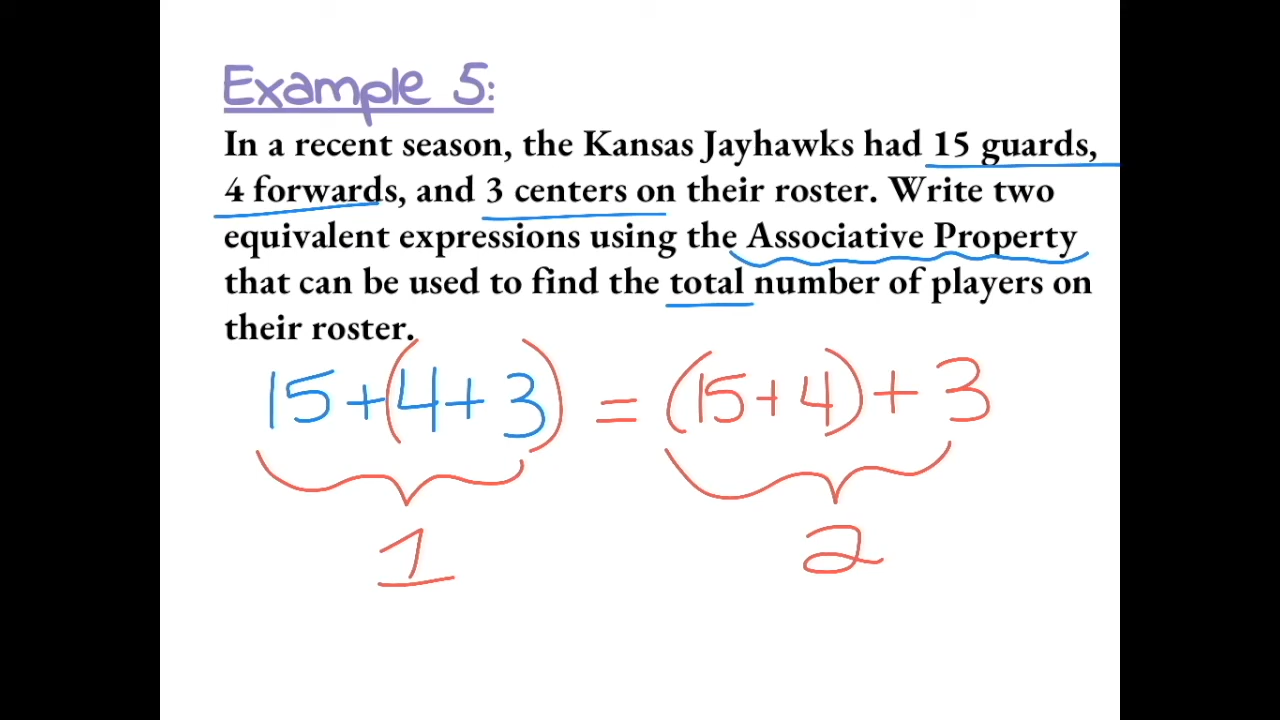 Example 5:
In a recent season, the Kansas Jayhawks had 15 guards,
4 forwards, and 3 centers on their roster. Write two
equivalent expressions using the Associative Property
that can be used to find the total number of players on
their roster.
15+(4+3) = (15+4)+3
1 2